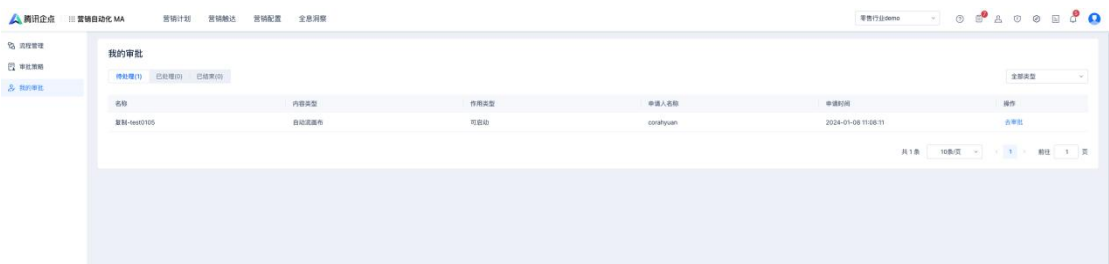 腾讯企点 营销自动化 MA 营销计划 营销触达 营销配置 全息洞察 零售行业demo
流程管理
审批策略
我的审批
我的审批
待处理(1) 已处理(0) 已结束(0) 全部类型
名称 内容类型 作用类型 申请人名称 申请时间 操作
复制-test0105 自动流画布 可启动 corahyuan 2024-01-08 11:08:11 去审批
共 1 条 10条/页 1 前往 1 页